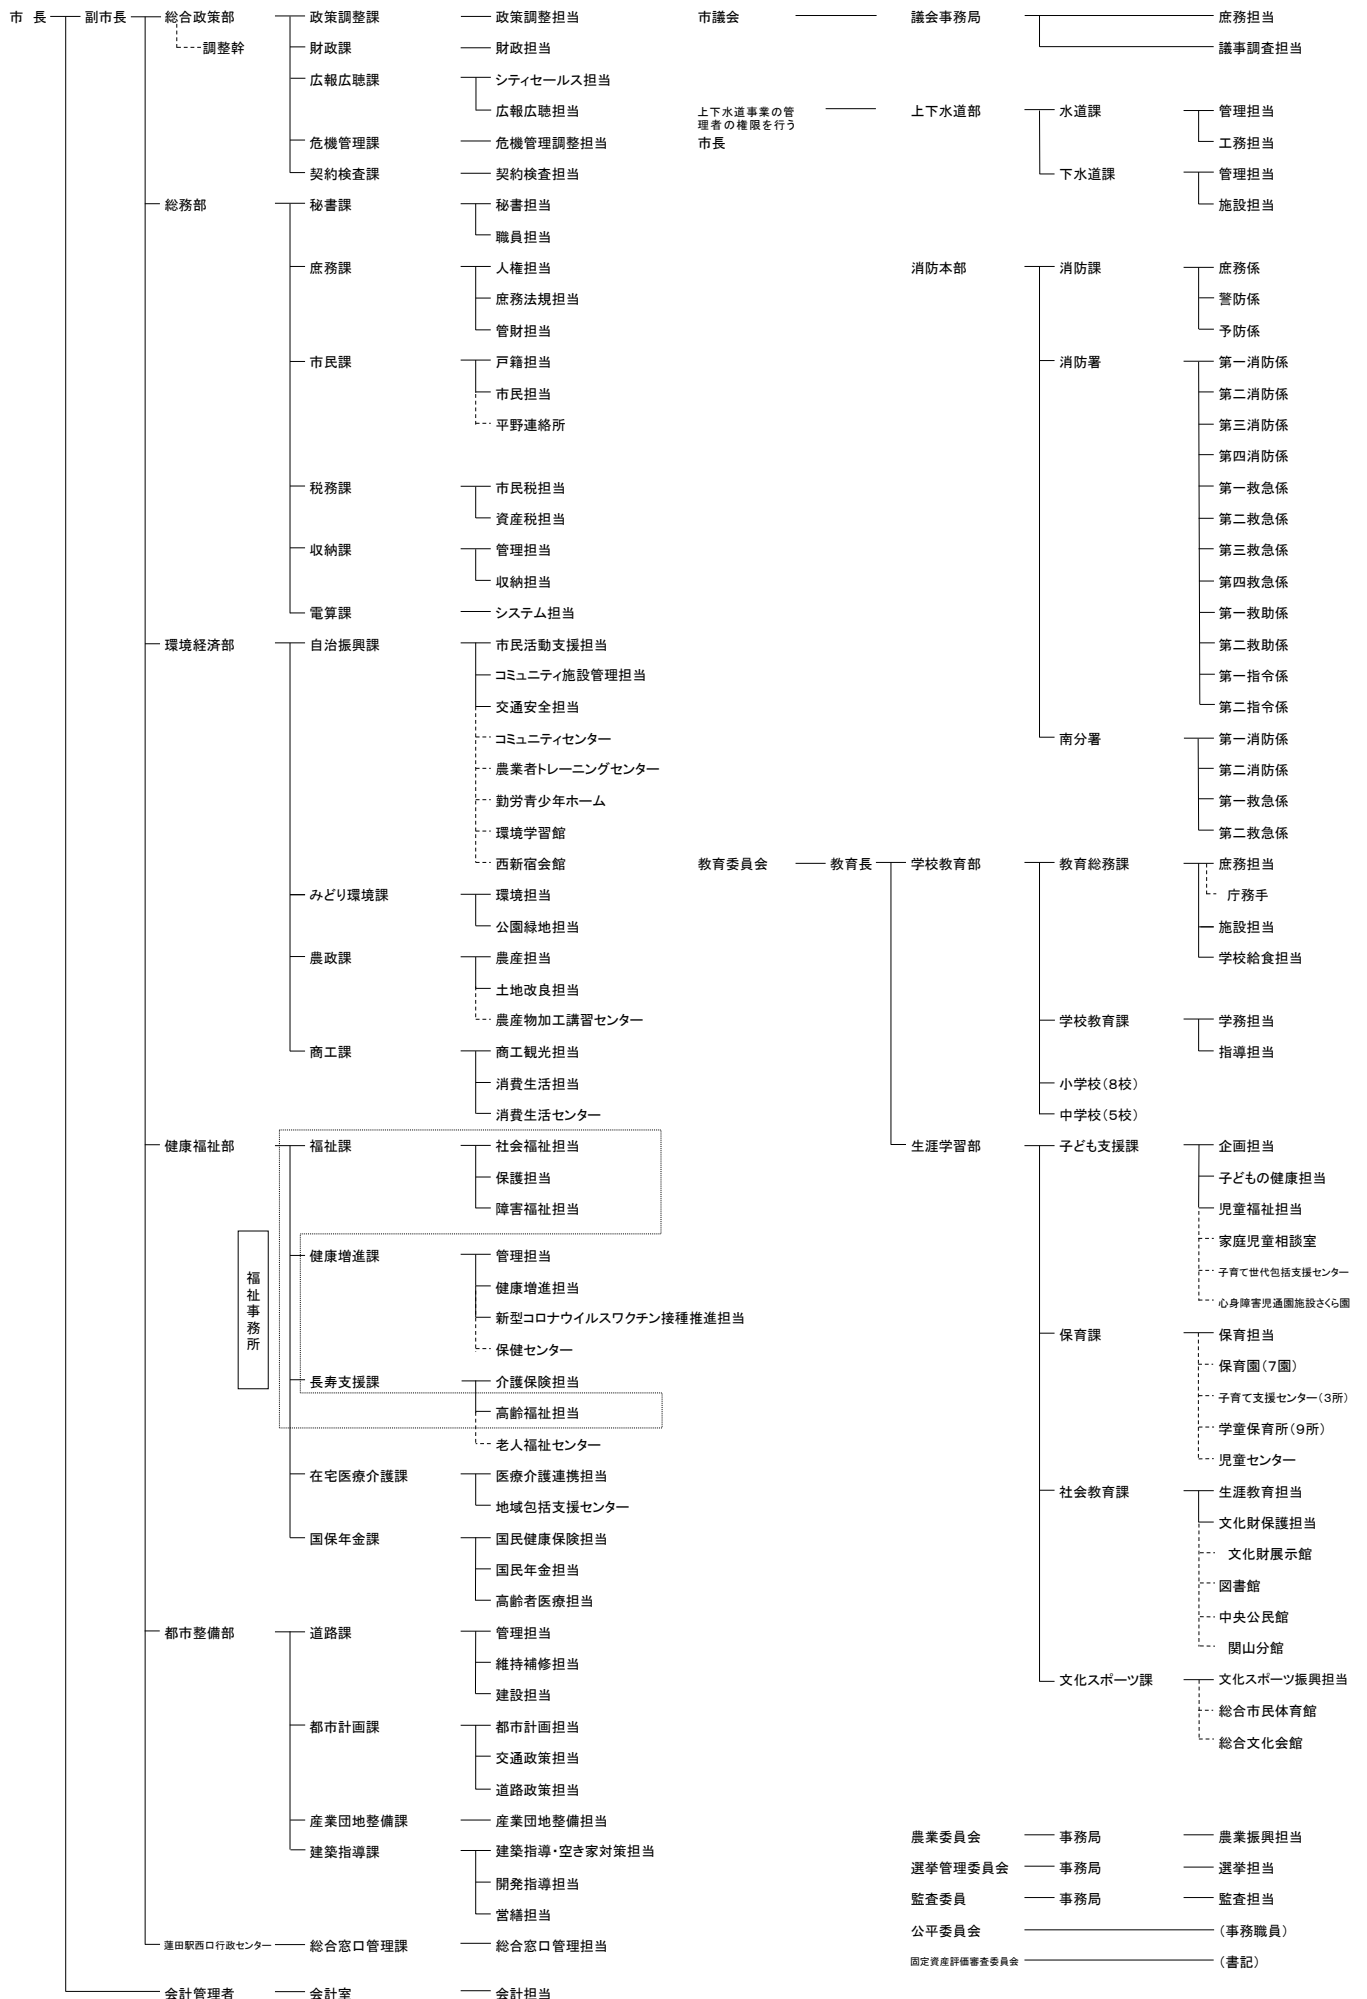 市 長 副市長 総合政策部 政策調整課 政策調整担当
調整幹 財政課 財政担当
広報広聴課 シティセールス担当
広報広聴担当
危機管理課 危機管理調整担当
契約検査課 契約検査担当
総務部 秘書課 秘書担当
職員担当
庶務課 人権担当
庶務法規担当
管財担当
市民課 戸籍担当
市民担当
平野連絡所
税務課 市民税担当
資産税担当
収納課 管理担当
収納担当
電算課 システム担当
環境経済部 自治振興課 市民活動支援担当
コミュニティ施設管理担当
交通安全担当
コミュニティセンター
農業者トレーニングセンター
勤労青少年ホーム
環境学習館
西新宿会館
みどり環境課 環境担当
公園緑地担当
農政課 農産担当
土地改良担当
農産物加工講習センター
商工課 商工観光担当
消費生活担当
消費生活センター
健康福祉部 福祉課 社会福祉担当
保護担当
障害福祉担当
福祉事務所
健康増進課 管理担当
健康増進担当
新型コロナウイルスワクチン接種推進担当
保健センター
長寿支援課 介護保険担当
高齢福祉担当
老人福祉センター
在宅医療介護課 医療介護連携担当
地域包括支援センター
国保年金課 国民健康保険担当
国民年金担当
高齢者医療担当
都市整備部 道路課 管理担当
維持補修担当
建設担当
都市計画課 都市計画担当
交通政策担当
道路政策担当
産業団地整備課 産業団地整備担当
建築指導課 建築指導・空き家対策担当
開発指導担当
営繕担当
蓮田駅西口行政センター 総合窓口管理課 総合窓口管理担当
会計管理者 会計室 会計担当
市議会 議会事務局 庶務担当
議事調査担当
上下水道事業の管
理者の権限を行う
市長
上下水道部 水道課 管理担当
工務担当
下水道課 管理担当
施設担当
消防本部 消防課 庶務係
警防係
予防係
消防署 第一消防係
第二消防係
第三消防係
第四消防係
第一救急係
第二救急係
第三救急係
第四救急係
第一救助係
第二救助係
第一指令係
第二指令係
南分署 第一消防係
第二消防係
第一救急係
第二救急係
教育委員会 教育長 学校教育部 教育総務課 庶務担当
庁務手
施設担当
学校給食担当
学校教育課 学務担当
指導担当
小学校(8校)
中学校(5校)
生涯学習部 子ども支援課 企画担当
子どもの健康担当
児童福祉担当
家庭児童相談室
子育て世代包括支援センター
心身障害児通園施設さくら園
保育課 保育担当
保育園(7園)
子育て支援センター(3所)
学童保育所(9所)
児童センター
社会教育課 生涯教育担当
文化財保護担当
文化財展示館
図書館
中央公民館
関山分館
文化スポーツ課 文化スポーツ振興担当
総合市民体育館
総合文化会館
農業委員会 事務局 農業振興担当
選挙管理委員会 事務局 選挙担当
監査委員 事務局 監査担当
公平委員会 (事務職員)
固定資産評価審査委員会 (書記)